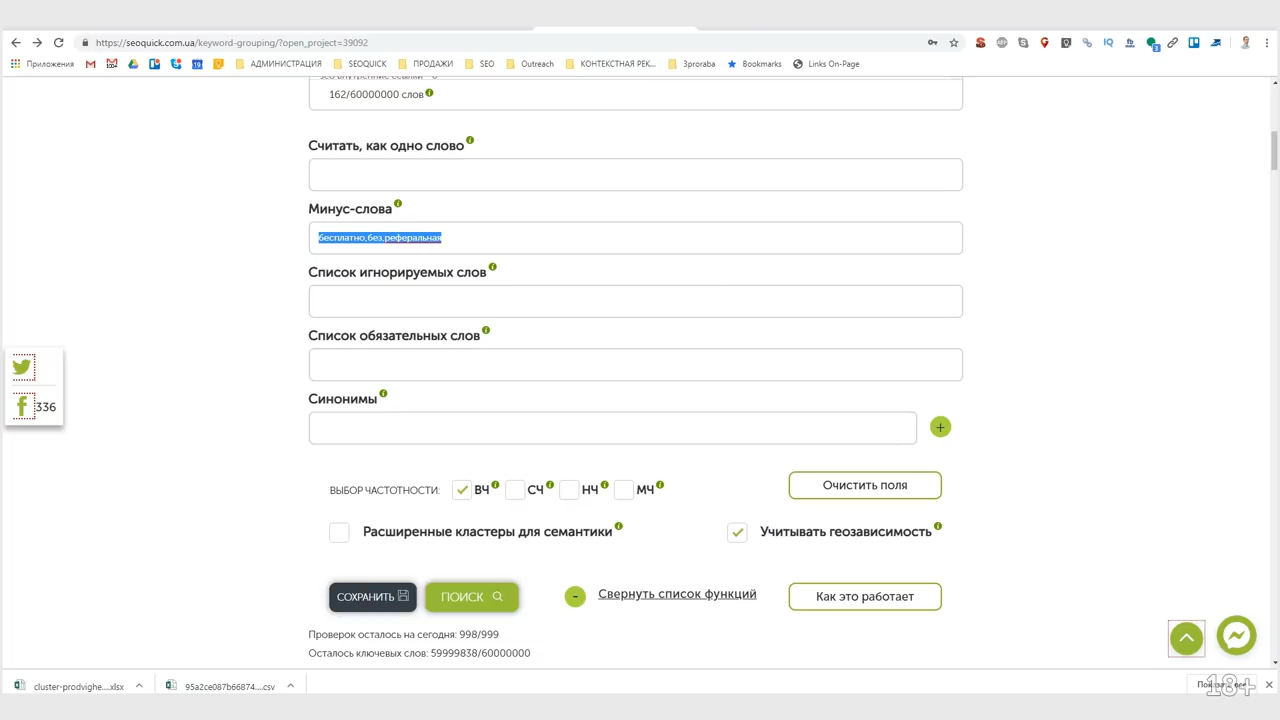 https://seoquick.com.ua/keyword-grouping/?open_project=39092
Приложения АДМИНИСТРАЦИЯ SEOQUICK ПРОДАЖИ SEO Outreach КОНТЕКСТНАЯ РЕК... 3proraba Bookmarks Links On-Page
162/60000000 слов
Считать, как одно слово
Минус-слова
бесплатно,без,реферальная
Список игнорируемых слов
Список обязательных слов
336
Синонимы
+
ВЫБОР ЧАСТОТНОСТИ: ВЧ СЧ НЧ МЧ Очистить поля
Расширенные кластеры для семантики Учитывать геозависимость
СОХРАНИТЬ ПОИСК - Свернуть список функций Как это работает
Проверок осталось на сегодня: 998/999
Осталось ключевых слов: 59999838/60000000
cluster-prodvighe....xlsx 95a2ce087b66874....csv
18+